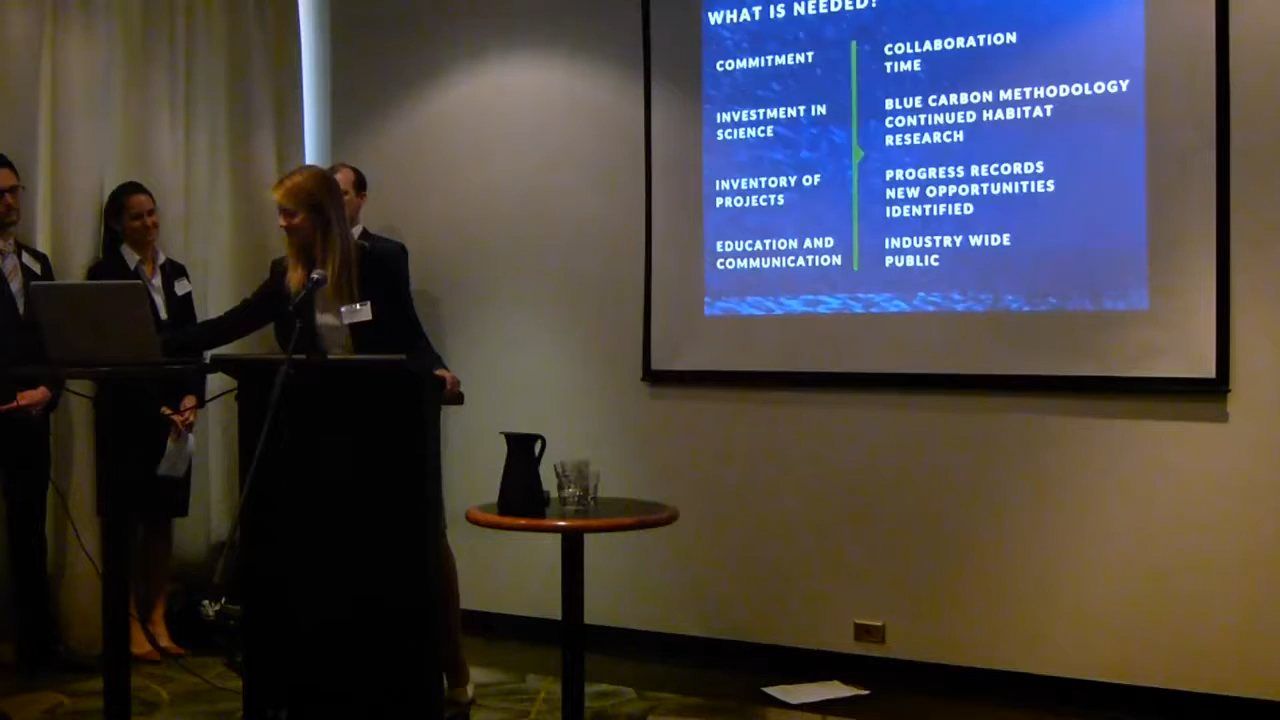 WHAT IS NEEDED?
COMMITMENT
COLLABORATION
TIME
INVESTMENT IN
SCIENCE
BLUE CARBON METHODOLOGY
CONTINUED HABITAT
RESEARCH
INVENTORY OF
PROJECTS
PROGRESS RECORDS
NEW OPPORTUNITIES
IDENTIFIED
EDUCATION AND
COMMUNICATION
INDUSTRY WIDE
PUBLIC